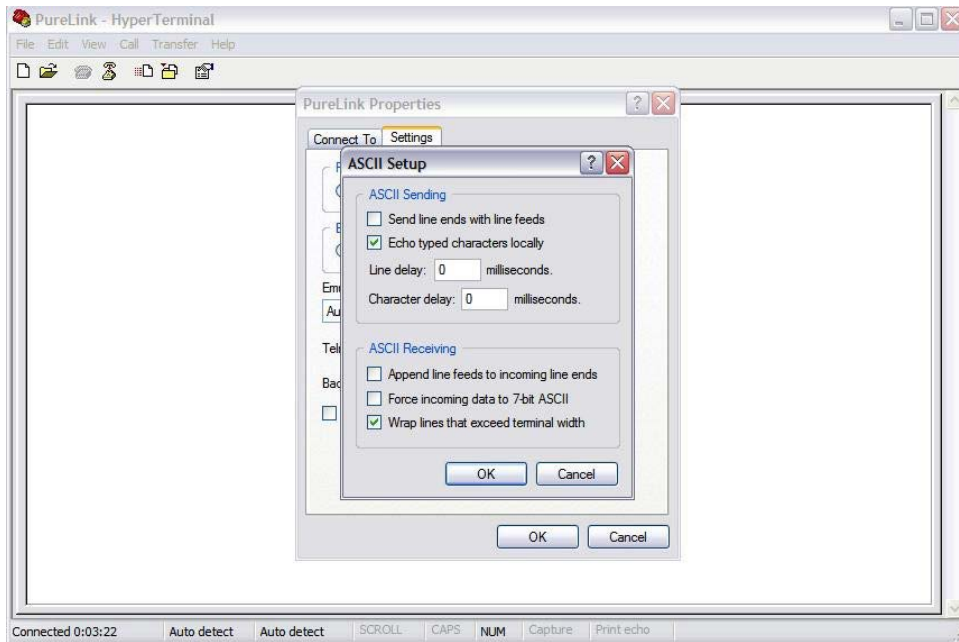 PureLink - HyperTerminal
File Edit View Call Transfer Help
PureLink Properties
Connect To Settings
ASCII Setup
ASCII Sending
Send line ends with line feeds
Echo typed characters locally
Line delay: 0 milliseconds.
Character delay: 0 milliseconds.
ASCII Receiving
Append line feeds to incoming line ends
Force incoming data to 7-bit ASCII
Wrap lines that exceed terminal width
OK Cancel
OK Cancel
Connected 0:03:22 Auto detect Auto detect SCROLL CAPS NUM Capture Print echo